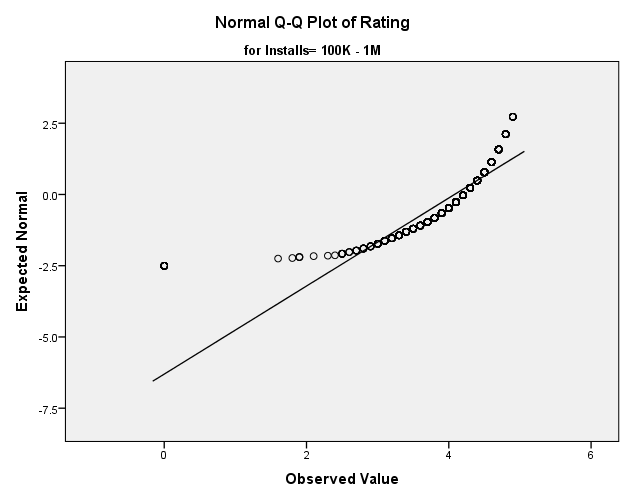 Normal Q-Q Plot of Rating
for Installs= 100K - 1M
Expected Normal
2.5
0.0
-2.5
-5.0
-7.5
0
2
4
6
Observed Value